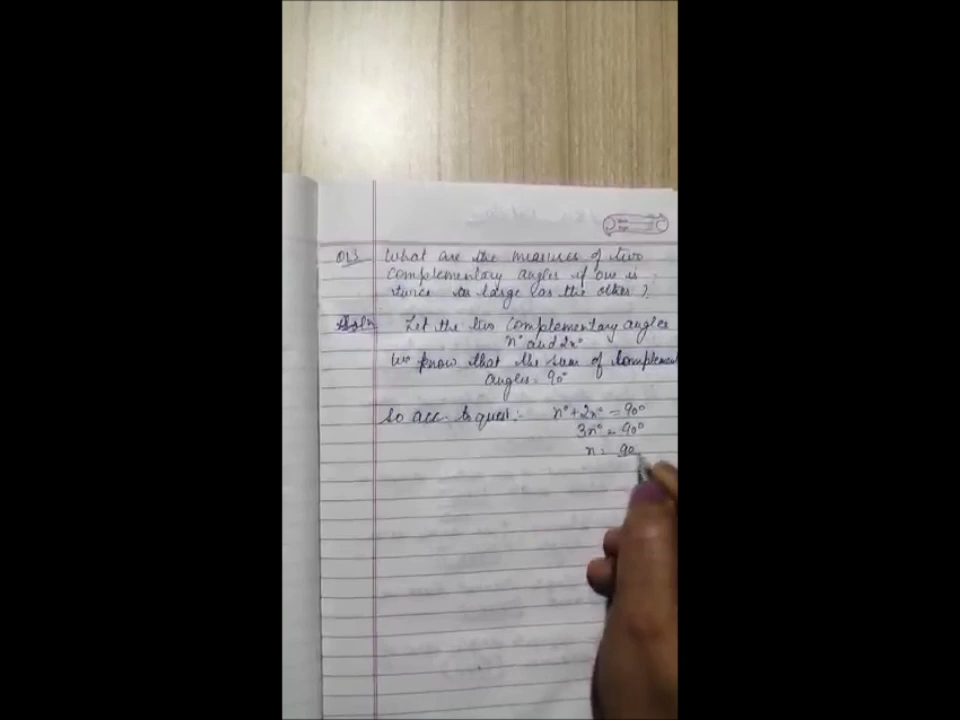 Q13 What are the measures of two
complementary angles if one is
twice as large as the other?
Soln Let the two complementary angles
x° and 2x°
We know that the sum of complement
angles = 90°
So acc. to quest:- x° + 2x° = 90°
3x° = 90°
x = 90